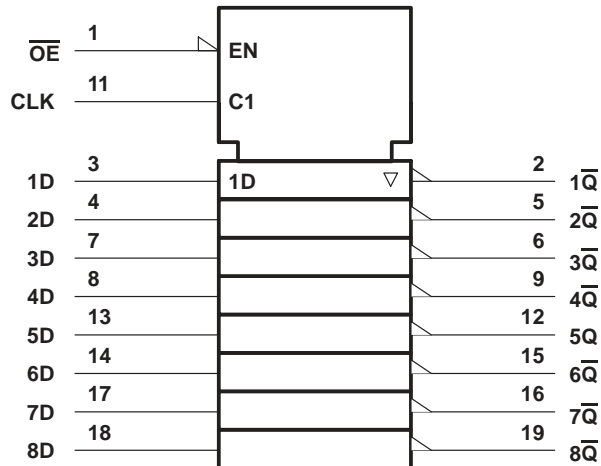 1
O̅E̅ EN
11
CLK C1
3 2
1D 1D ▽ 1Q̅
4 5
2D 2Q̅
7 6
3D 3Q̅
8 9
4D 4Q̅
13 12
5D 5Q
14 15
6D 6Q̅
17 16
7D 7Q̅
18 19
8D 8Q̅